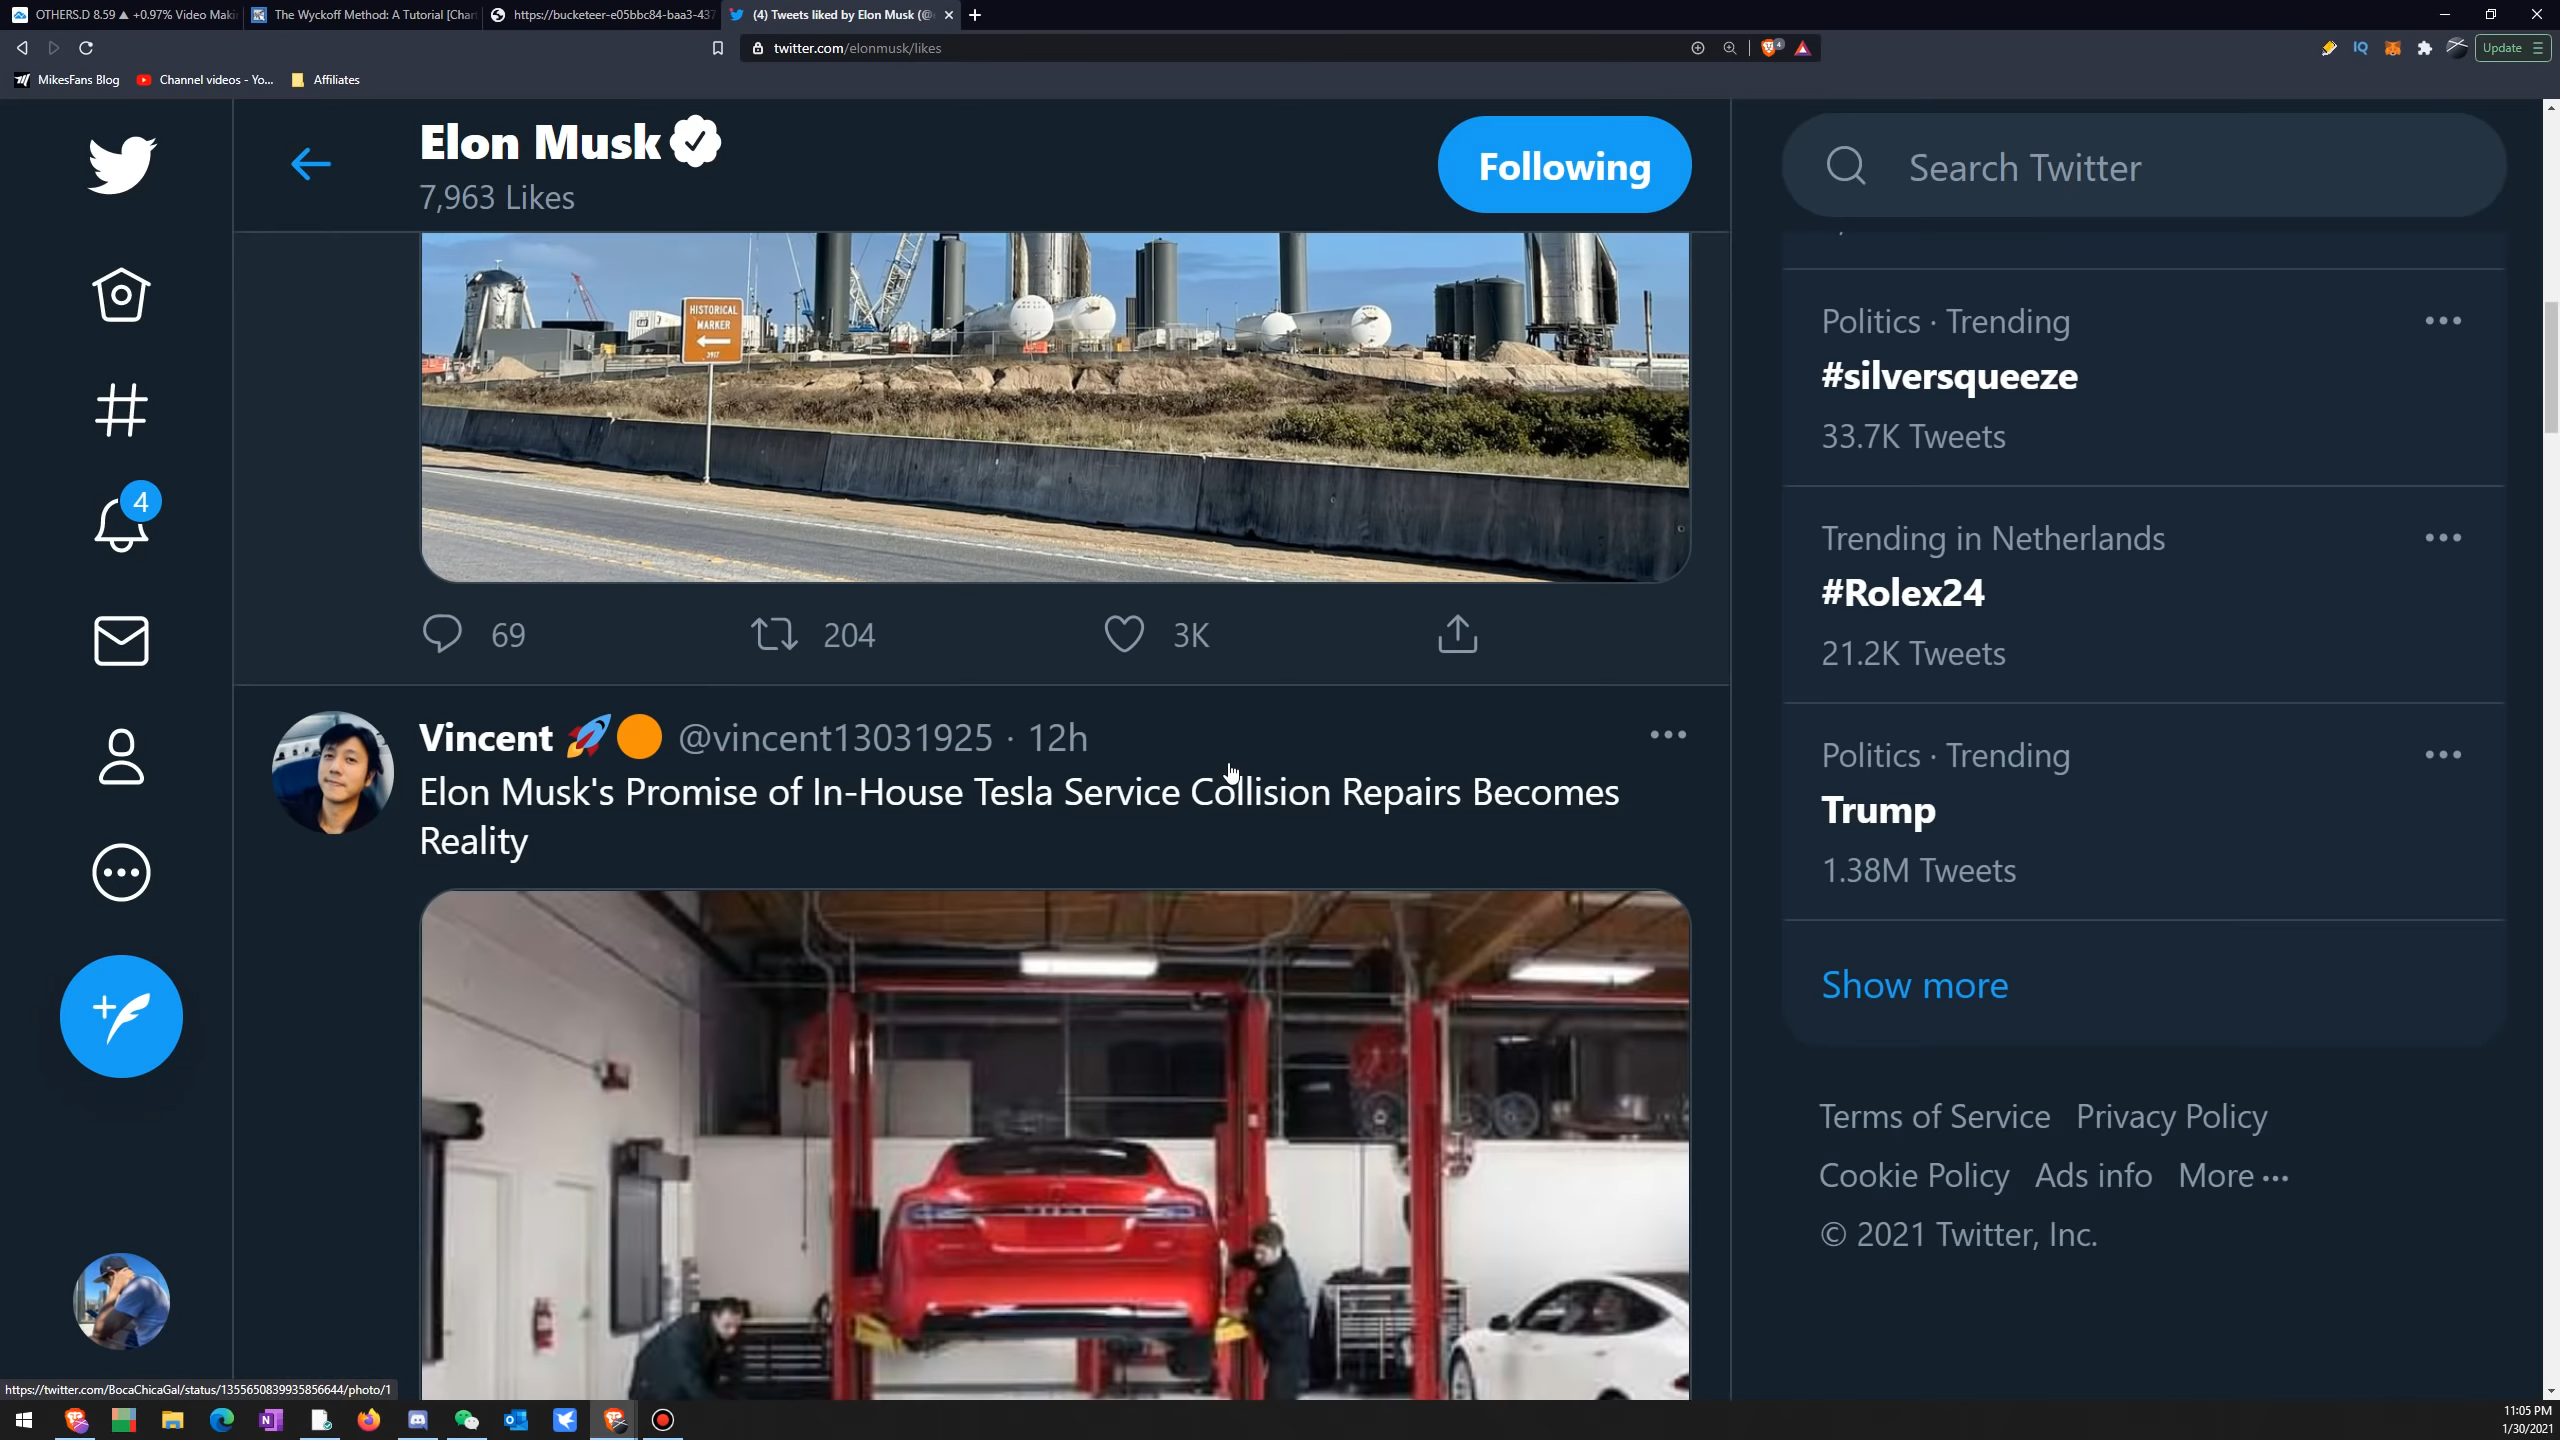 OTHERS.D 8.59 ▲ +0.97% Video Maki
The Wyckoff Method: A Tutorial [Char
https://bucketeer-e05bbc84-baa3-437
(4) Tweets liked by Elon Musk (@
twitter.com/elonmusk/likes
4
IQ
Update
MikesFans Blog
Channel videos - Yo...
Affiliates
Elon Musk
7,963 Likes
Following
Search Twitter
4
HISTORICAL
MARKER
3917
69
204
3K
Vincent 🚀🟠 @vincent13031925 · 12h
Elon Musk's Promise of In-House Tesla Service Collision Repairs Becomes
Reality
Politics · Trending
#silversqueeze
33.7K Tweets
Trending in Netherlands
#Rolex24
21.2K Tweets
Politics · Trending
Trump
1.38M Tweets
Show more
Terms of Service Privacy Policy
Cookie Policy Ads info More ···
© 2021 Twitter, Inc.
https://twitter.com/BocaChicaGal/status/1355650839935856644/photo/1
11:05 PM
1/30/2021